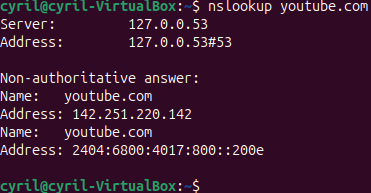 cyril@cyril-VirtualBox:~$ nslookup youtube.com
Server:         127.0.0.53
Address:        127.0.0.53#53

Non-authoritative answer:
Name:   youtube.com
Address: 142.251.220.142
Name:   youtube.com
Address: 2404:6800:4017:800::200e

cyril@cyril-VirtualBox:~$